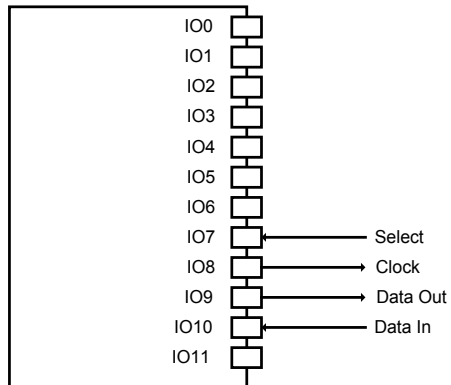 IO0
IO1
IO2
IO3
IO4
IO5
IO6
IO7 Select
IO8 Clock
IO9 Data Out
IO10 Data In
IO11